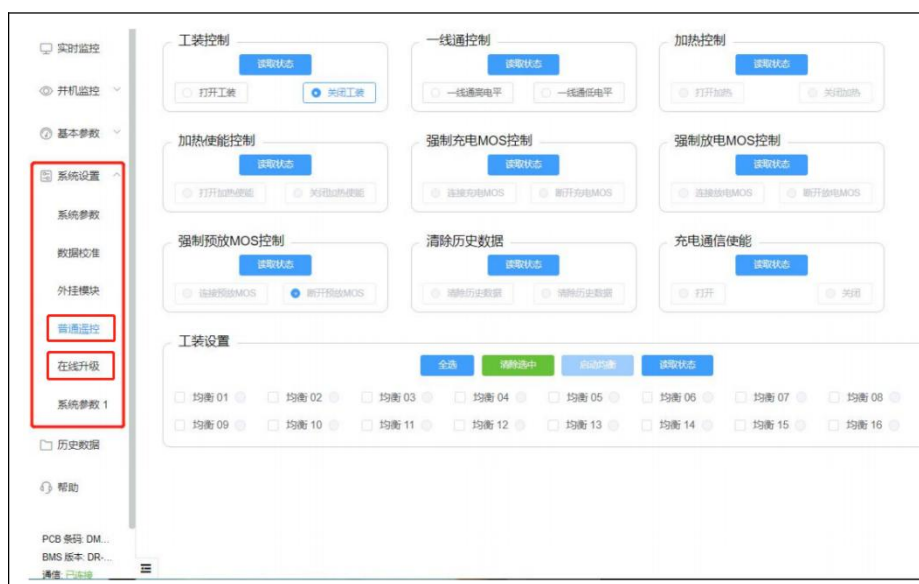 实时监控
并机监控
基本参数
系统设置
系统参数
数据校准
外挂模块
普通遥控
在线升级
系统参数 1
历史数据
帮助
PCB 条码: DM...
BMS 版本: DR-...
通信: 已连接
工装控制
读取状态
打开工装 关闭工装
一线通控制
读取状态
一线通高电平 一线通低电平
加热控制
读取状态
打开加热 关闭加热
加热使能控制
读取状态
打开加热使能 关闭加热使能
强制充电MOS控制
读取状态
连接充电MOS 断开充电MOS
强制放电MOS控制
读取状态
连接放电MOS 断开放电MOS
强制预放MOS控制
读取状态
连接预放MOS 断开预放MOS
清除历史数据
读取状态
清除历史数据 清除历史数据
充电通信使能
读取状态
打开 关闭
工装设置
全选 清除选中 启动均衡 读取状态
均衡 01 均衡 02 均衡 03 均衡 04 均衡 05 均衡 06 均衡 07 均衡 08
均衡 09 均衡 10 均衡 11 均衡 12 均衡 13 均衡 14 均衡 15 均衡 16